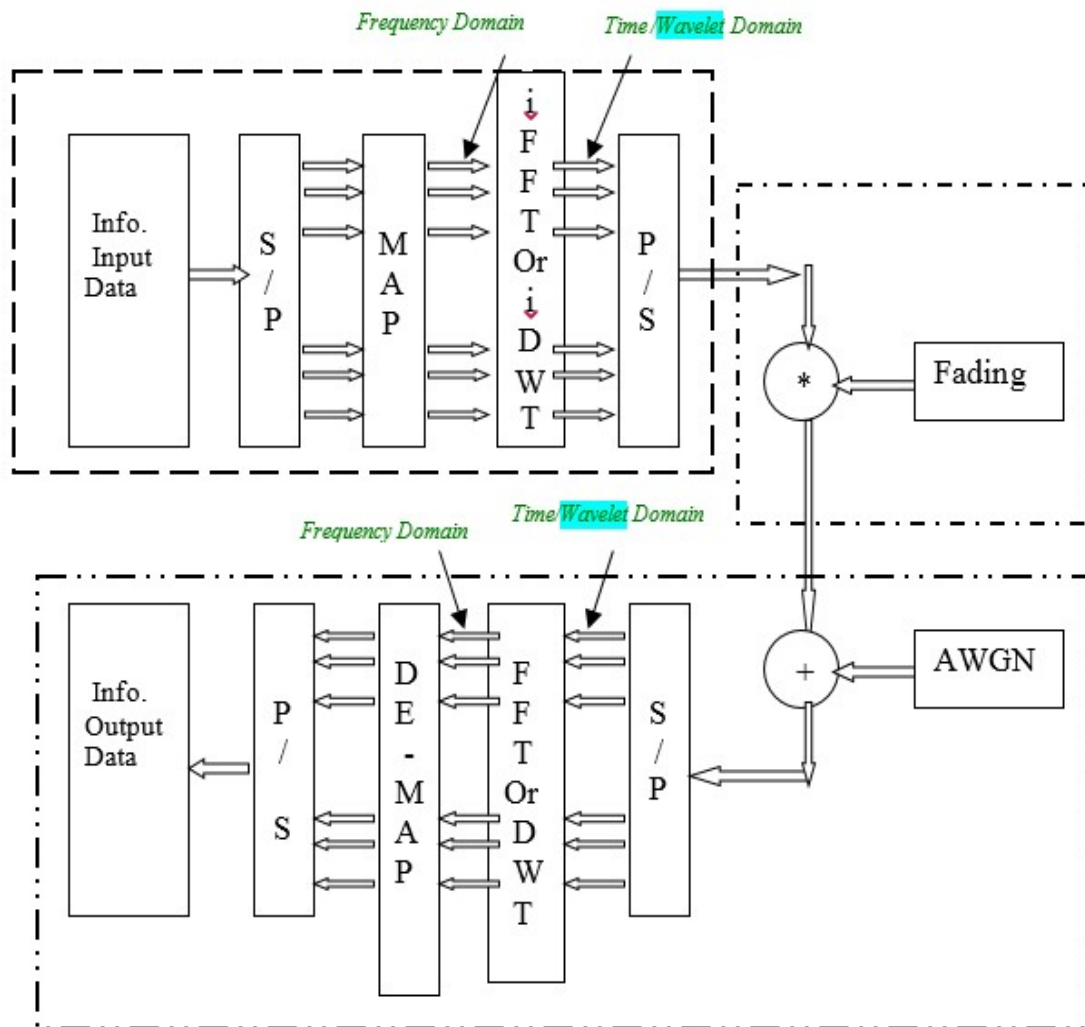 Frequency Domain
Time/Wavelet Domain
Info.
Input
Data
S
/
P
M
A
P
i
F
F
T
Or
i
D
W
T
P
/
S
*
Fading
Frequency Domain
Time/Wavelet Domain
Info.
Output
Data
P
/
S
D
E
-
M
A
P
F
F
T
Or
D
W
T
S
/
P
+
AWGN